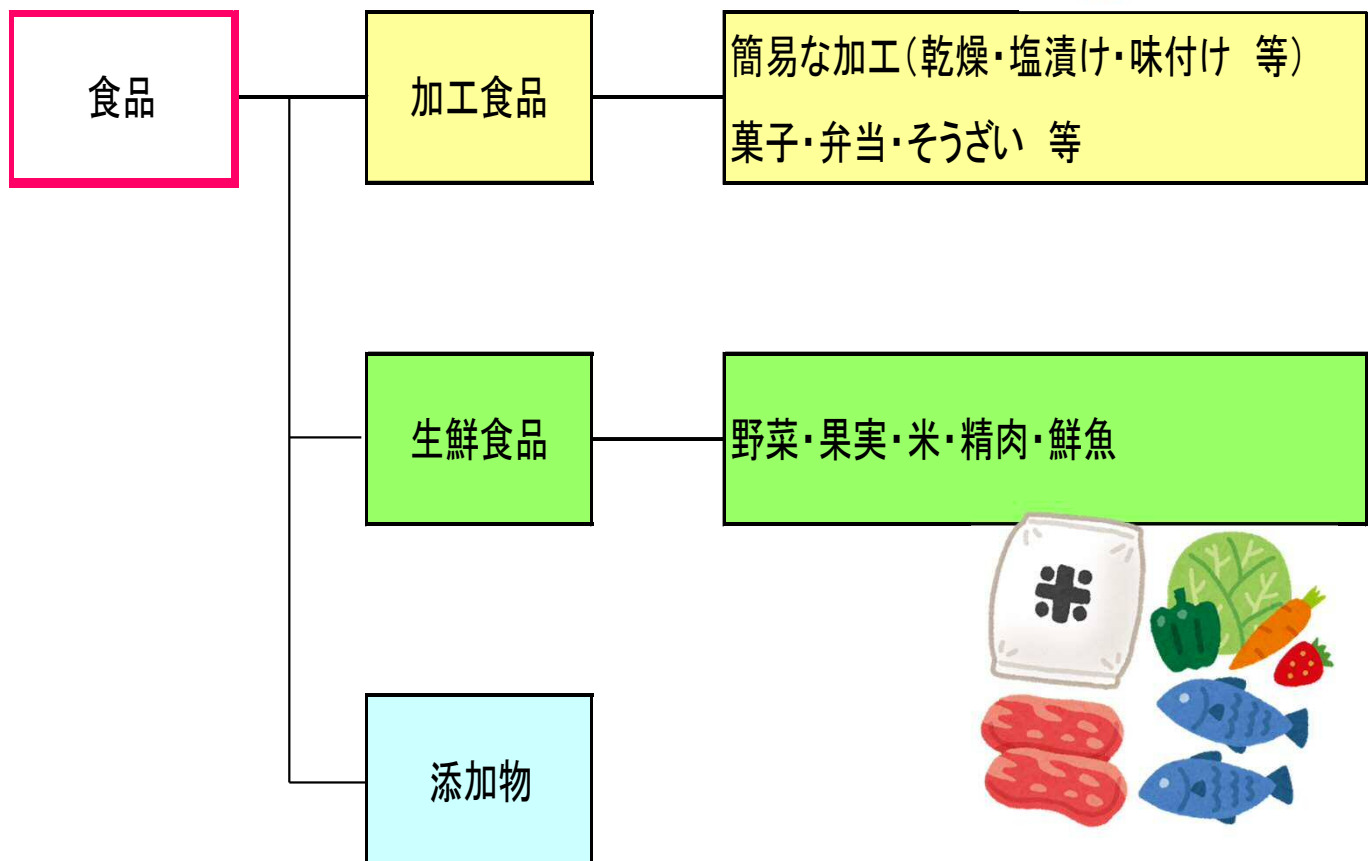 食品
加工食品
簡易な加工（乾燥・塩漬け・味付け　等）
菓子・弁当・そうざい　等
生鮮食品
野菜・果実・米・精肉・鮮魚
米
添加物